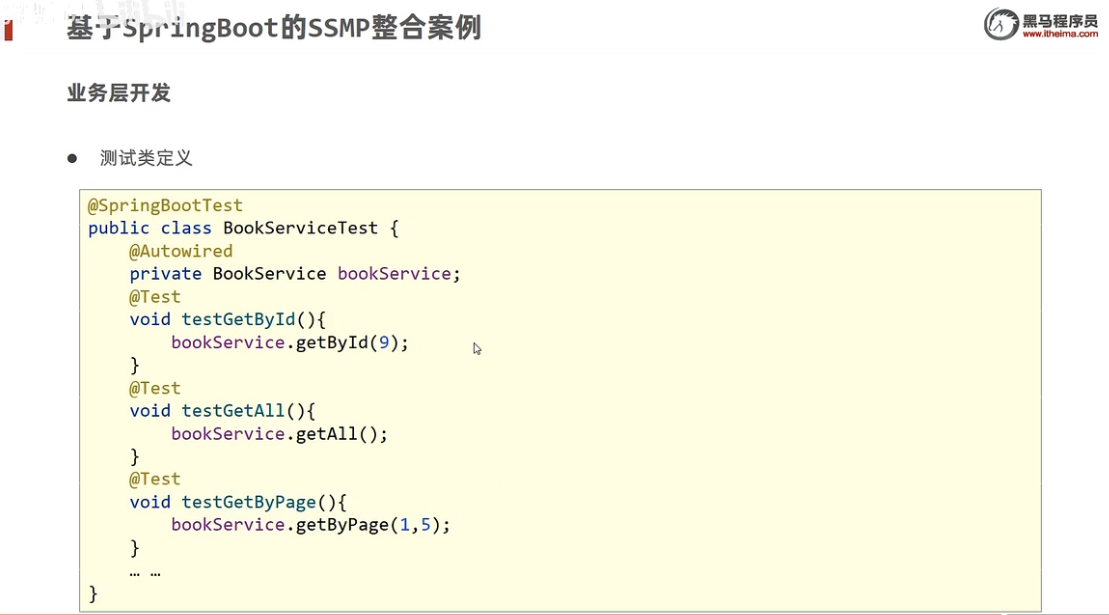 基于SpringBoot的SSMP整合案例
黑马程序员
www.itheima.com
业务层开发
● 测试类定义
@SpringBootTest
public class BookServiceTest {
@Autowired
private BookService bookService;
@Test
void testGetById(){
bookService.getById(9);
}
@Test
void testGetAll(){
bookService.getAll();
}
@Test
void testGetByPage(){
bookService.getByPage(1,5);
}
… …
}